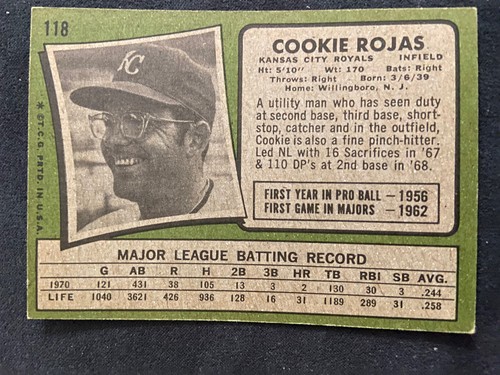 118
KC
COOKIE ROJAS
KANSAS CITY ROYALS INFIELD
Ht: 5'10" Wt: 170 Bats: Right
Throws: Right Born: 3/6/39
Home: Willingboro, N. J.
A utility man who has seen duty
at second base, third base, short-
stop, catcher and in the outfield,
Cookie is also a fine pinch-hitter.
Led NL with 16 Sacrifices in '67
& 110 DP's at 2nd base in '68.
FIRST YEAR IN PRO BALL — 1956
FIRST GAME IN MAJORS — 1962
* ©T.C.G. PRTD. IN U.S.A.
MAJOR LEAGUE BATTING RECORD
G AB R H 2B 3B HR TB RBI SB AVG.
1970 121 431 38 105 13 3 2 130 30 3 .244
LIFE 1040 3621 426 936 128 16 31 1189 289 31 .258